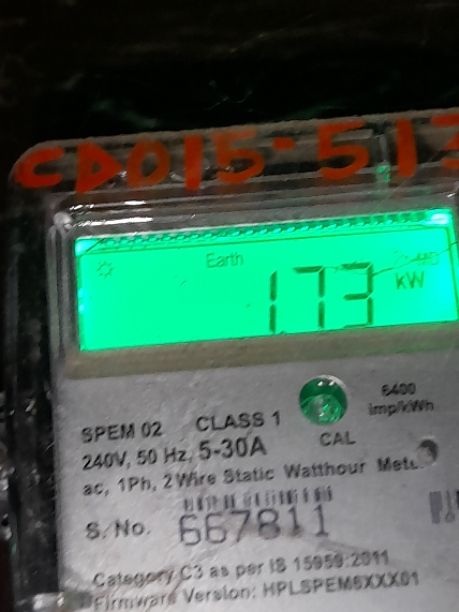 CD015-513
Earth
1.73 kW
6400
imp/kWh
SPEM 02 CLASS 1
CAL
240V, 50 Hz, 5-30A
ac, 1Ph, 2Wire Static Watthour
S. No. 667811
Category C3 as per IS 15959:2011
Firmware Version: HPLSPEM6XXX01